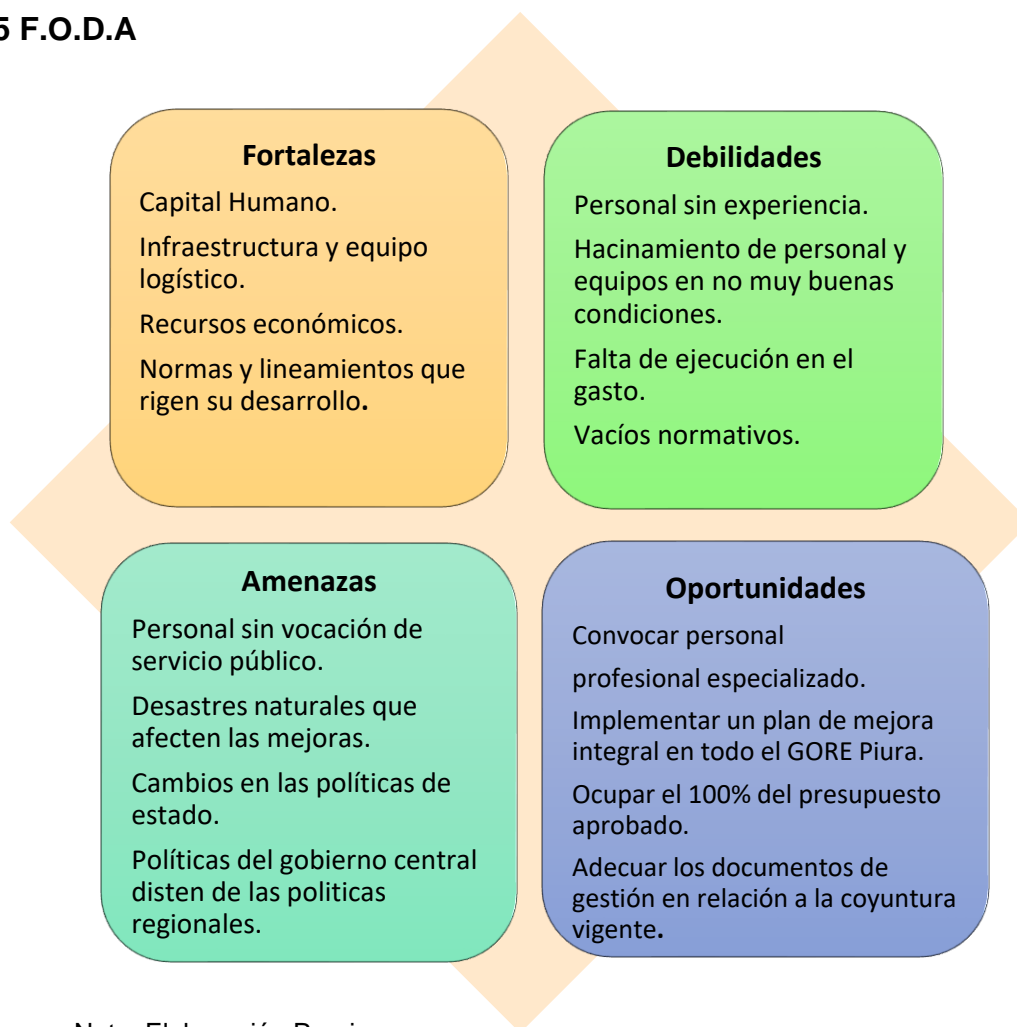 5 F.O.D.A
Fortalezas
Capital Humano.
Infraestructura y equipo
logístico.
Recursos económicos.
Normas y lineamientos que
rigen su desarrollo.
Debilidades
Personal sin experiencia.
Hacinamiento de personal y
equipos en no muy buenas
condiciones.
Falta de ejecución en el
gasto.
Vacíos normativos.
Amenazas
Personal sin vocación de
servicio público.
Desastres naturales que
afecten las mejoras.
Cambios en las políticas de
estado.
Políticas del gobierno central
disten de las politicas
regionales.
Oportunidades
Convocar personal
profesional especializado.
Implementar un plan de mejora
integral en todo el GORE Piura.
Ocupar el 100% del presupuesto
aprobado.
Adecuar los documentos de
gestión en relación a la coyuntura
vigente.